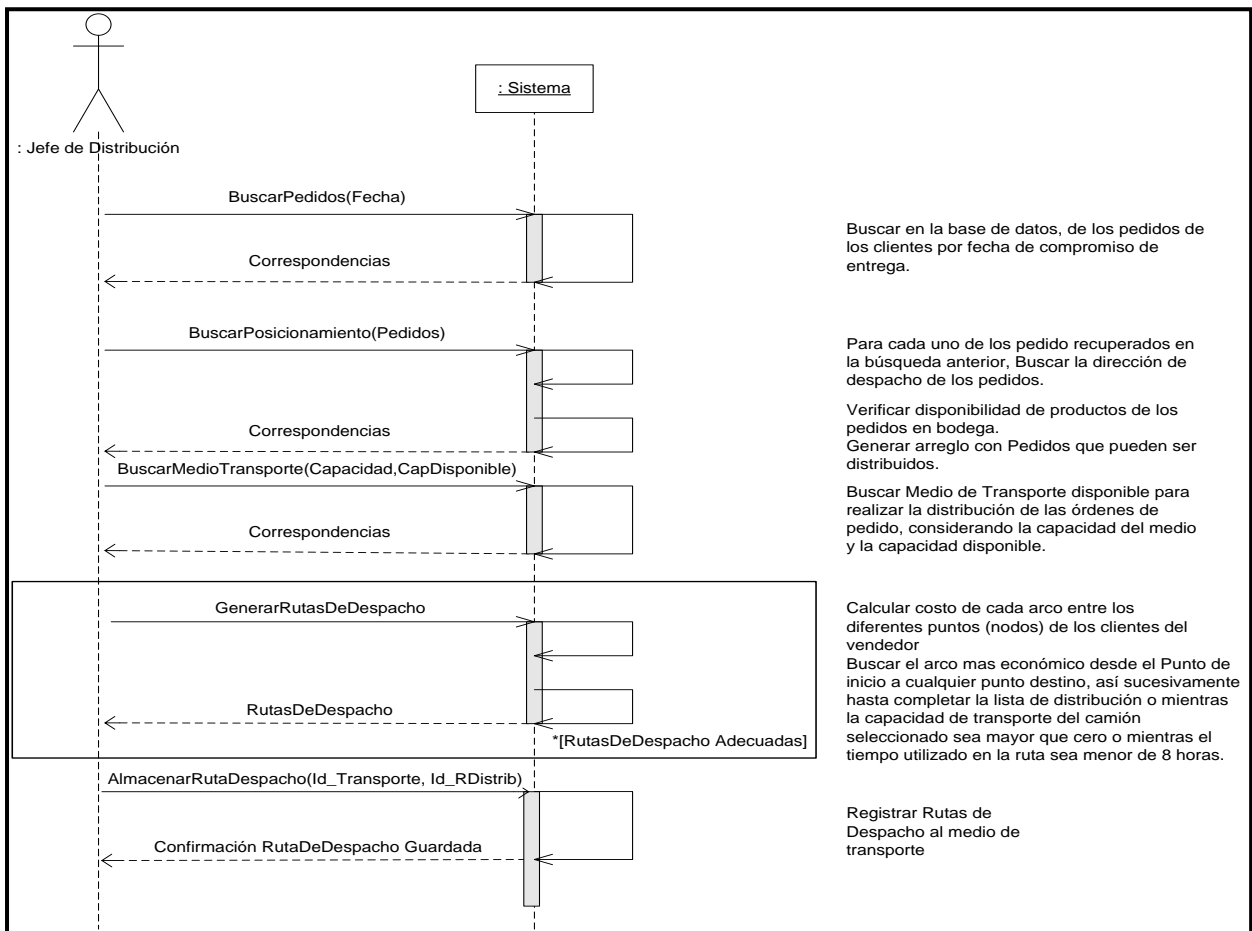 : Sistema
: Jefe de Distribución
BuscarPedidos(Fecha)
Buscar en la base de datos, de los pedidos de
los clientes por fecha de compromiso de
entrega.
Correspondencias
BuscarPosicionamiento(Pedidos)
Para cada uno de los pedido recuperados en
la búsqueda anterior, Buscar la dirección de
despacho de los pedidos.
Verificar disponibilidad de productos de los
pedidos en bodega.
Generar arreglo con Pedidos que pueden ser
distribuidos.
Correspondencias
BuscarMedioTransporte(Capacidad,CapDisponible)
Buscar Medio de Transporte disponible para
realizar la distribución de las órdenes de
pedido, considerando la capacidad del medio
y la capacidad disponible.
Correspondencias
GenerarRutasDeDespacho
Calcular costo de cada arco entre los
diferentes puntos (nodos) de los clientes del
vendedor
Buscar el arco mas económico desde el Punto de
inicio a cualquier punto destino, así sucesivamente
hasta completar la lista de distribución o mientras
la capacidad de transporte del camión
seleccionado sea mayor que cero o mientras el
tiempo utilizado en la ruta sea menor de 8 horas.
RutasDeDespacho
*[RutasDeDespacho Adecuadas]
AlmacenarRutaDespacho(Id_Transporte, Id_RDistrib)
Registrar Rutas de
Despacho al medio de
transporte
Confirmación RutaDeDespacho Guardada